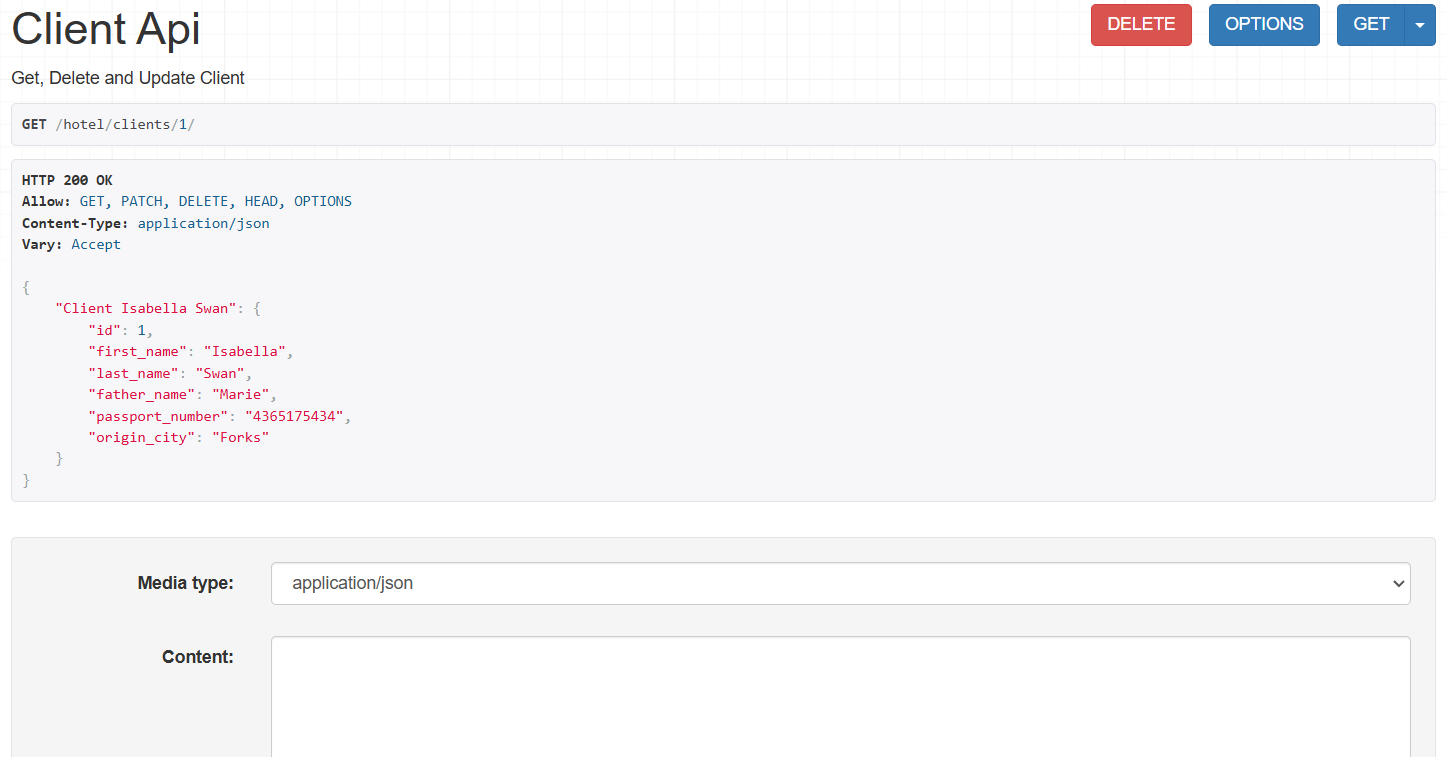 Client Api
DELETE
OPTIONS
GET
Get, Delete and Update Client
GET /hotel/clients/1/
HTTP 200 OK
Allow: GET, PATCH, DELETE, HEAD, OPTIONS
Content-Type: application/json
Vary: Accept
{
    "Client Isabella Swan": {
        "id": 1,
        "first_name": "Isabella",
        "last_name": "Swan",
        "father_name": "Marie",
        "passport_number": "4365175434",
        "origin_city": "Forks"
    }
}
Media type:
application/json
Content: